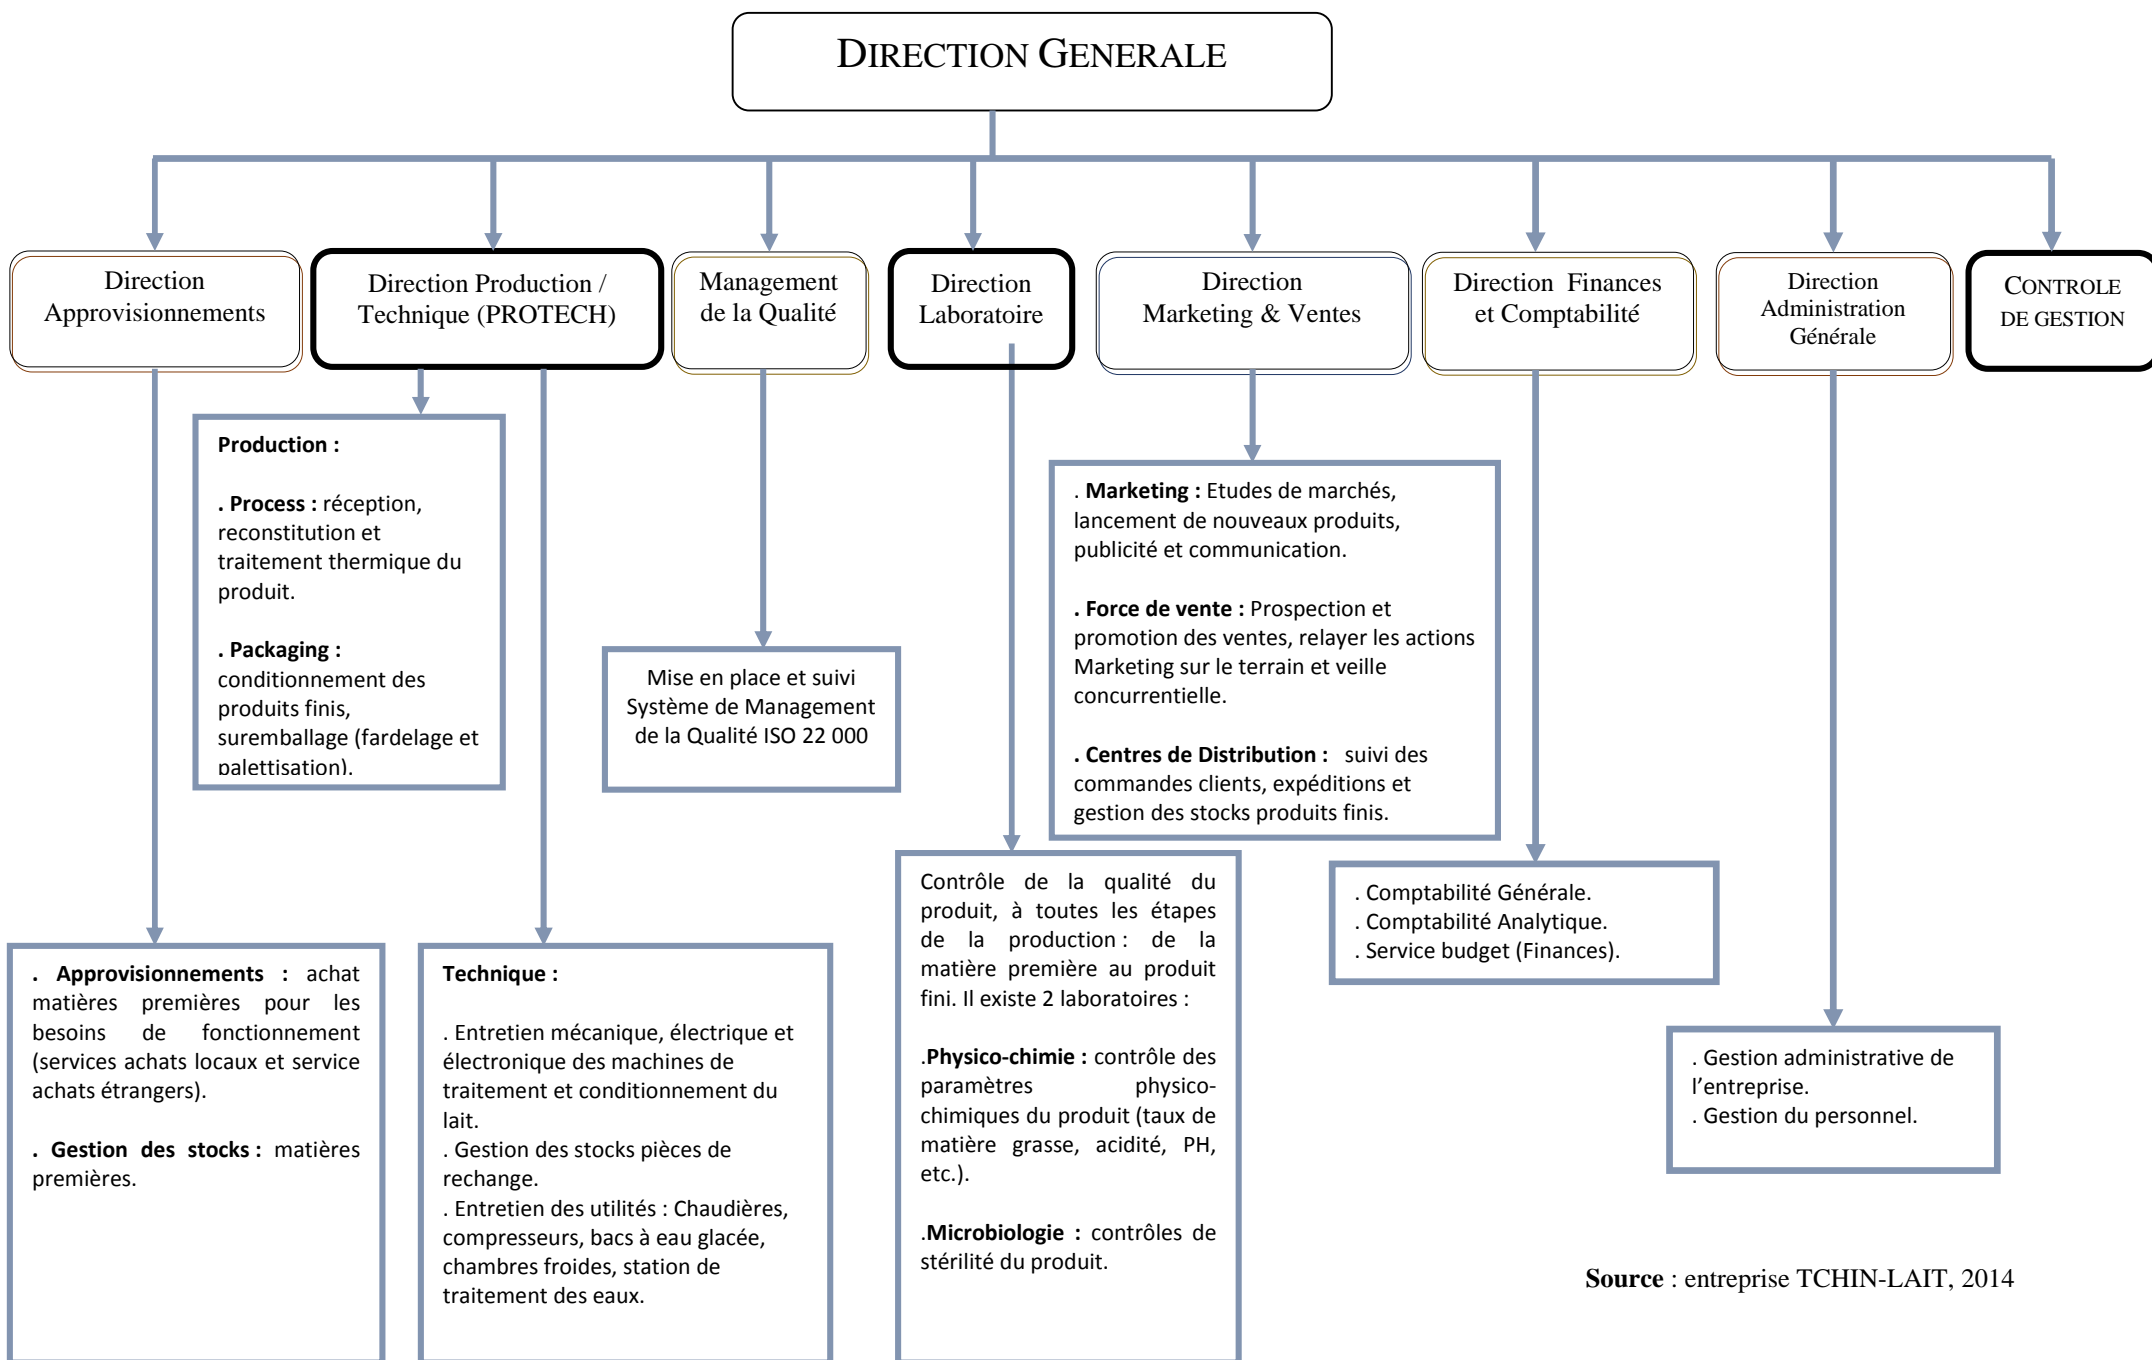 DIRECTION GENERALE
Direction
Approvisionnements
Direction Production /
Technique (PROTECH)
Management
de la Qualité
Direction
Laboratoire
Direction
Marketing & Ventes
Direction Finances
et Comptabilité
Direction
Administration
Générale
CONTROLE
DE GESTION
Production :
. Process : réception,
reconstitution et
traitement thermique du
produit.
. Packaging :
conditionnement des
produits finis,
suremballage (fardelage et
palettisation).
Mise en place et suivi
Système de Management
de la Qualité ISO 22 000
. Marketing : Etudes de marchés,
lancement de nouveaux produits,
publicité et communication.
. Force de vente : Prospection et
promotion des ventes, relayer les actions
Marketing sur le terrain et veille
concurrentielle.
. Centres de Distribution : suivi des
commandes clients, expéditions et
gestion des stocks produits finis.
. Approvisionnements : achat
matières premières pour les
besoins de fonctionnement
(services achats locaux et service
achats étrangers).
. Gestion des stocks : matières
premières.
Technique :
. Entretien mécanique, électrique et
électronique des machines de
traitement et conditionnement du
lait.
. Gestion des stocks pièces de
rechange.
. Entretien des utilités : Chaudières,
compresseurs, bacs à eau glacée,
chambres froides, station de
traitement des eaux.
Contrôle de la qualité du
produit, à toutes les étapes
de la production : de la
matière première au produit
fini. Il existe 2 laboratoires :
.Physico-chimie : contrôle des
paramètres physico-
chimiques du produit (taux de
matière grasse, acidité, PH,
etc.).
.Microbiologie : contrôles de
stérilité du produit.
. Comptabilité Générale.
. Comptabilité Analytique.
. Service budget (Finances).
. Gestion administrative de
l’entreprise.
. Gestion du personnel.
Source : entreprise TCHIN-LAIT, 2014